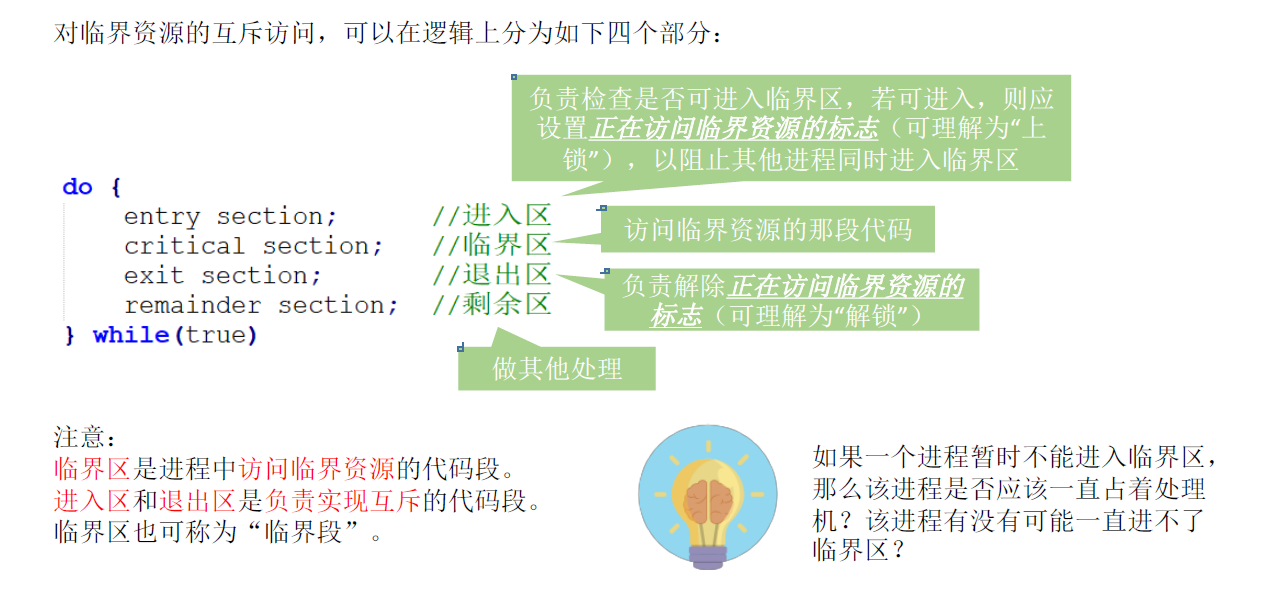 对临界资源的互斥访问，可以在逻辑上分为如下四个部分：
负责检查是否可进入临界区，若可进入，则应
设置正在访问临界资源的标志（可理解为“上
锁”），以阻止其他进程同时进入临界区
do {
entry section; //进入区
critical section; //临界区
exit section; //退出区
remainder section; //剩余区
} while(true)
访问临界资源的那段代码
负责解除正在访问临界资源的
标志（可理解为“解锁”）
做其他处理
注意：
临界区是进程中访问临界资源的代码段。
进入区和退出区是负责实现互斥的代码段。
临界区也可称为“临界段”。
如果一个进程暂时不能进入临界区，
那么该进程是否应该一直占着处理
机？该进程有没有可能一直进不了
临界区？